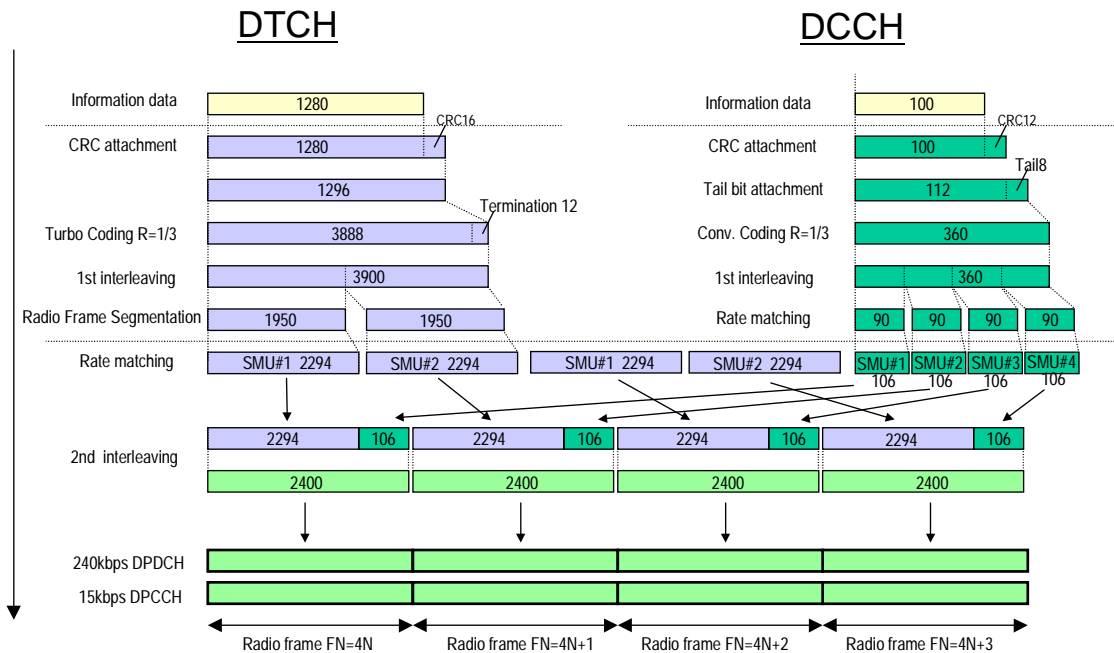 DTCH DCCH
Information data 1280 Information data 100
CRC16 CRC12
CRC attachment 1280 CRC attachment 100
1296 Tail bit attachment 112 Tail8
Termination 12
Turbo Coding R=1/3 3888 Conv. Coding R=1/3 360
1st interleaving 3900 1st interleaving 360
Radio Frame Segmentation 1950 1950 Rate matching 90 90 90 90
Rate matching SMU#1 2294 SMU#2 2294 SMU#1 2294 SMU#2 2294 SMU#1 SMU#2 SMU#3 SMU#4
106 106 106 106
2294 106 2294 106 2294 106 2294 106
2nd interleaving
2400 2400 2400 2400
240kbps DPDCH
15kbps DPCCH
Radio frame FN=4N Radio frame FN=4N+1 Radio frame FN=4N+2 Radio frame FN=4N+3